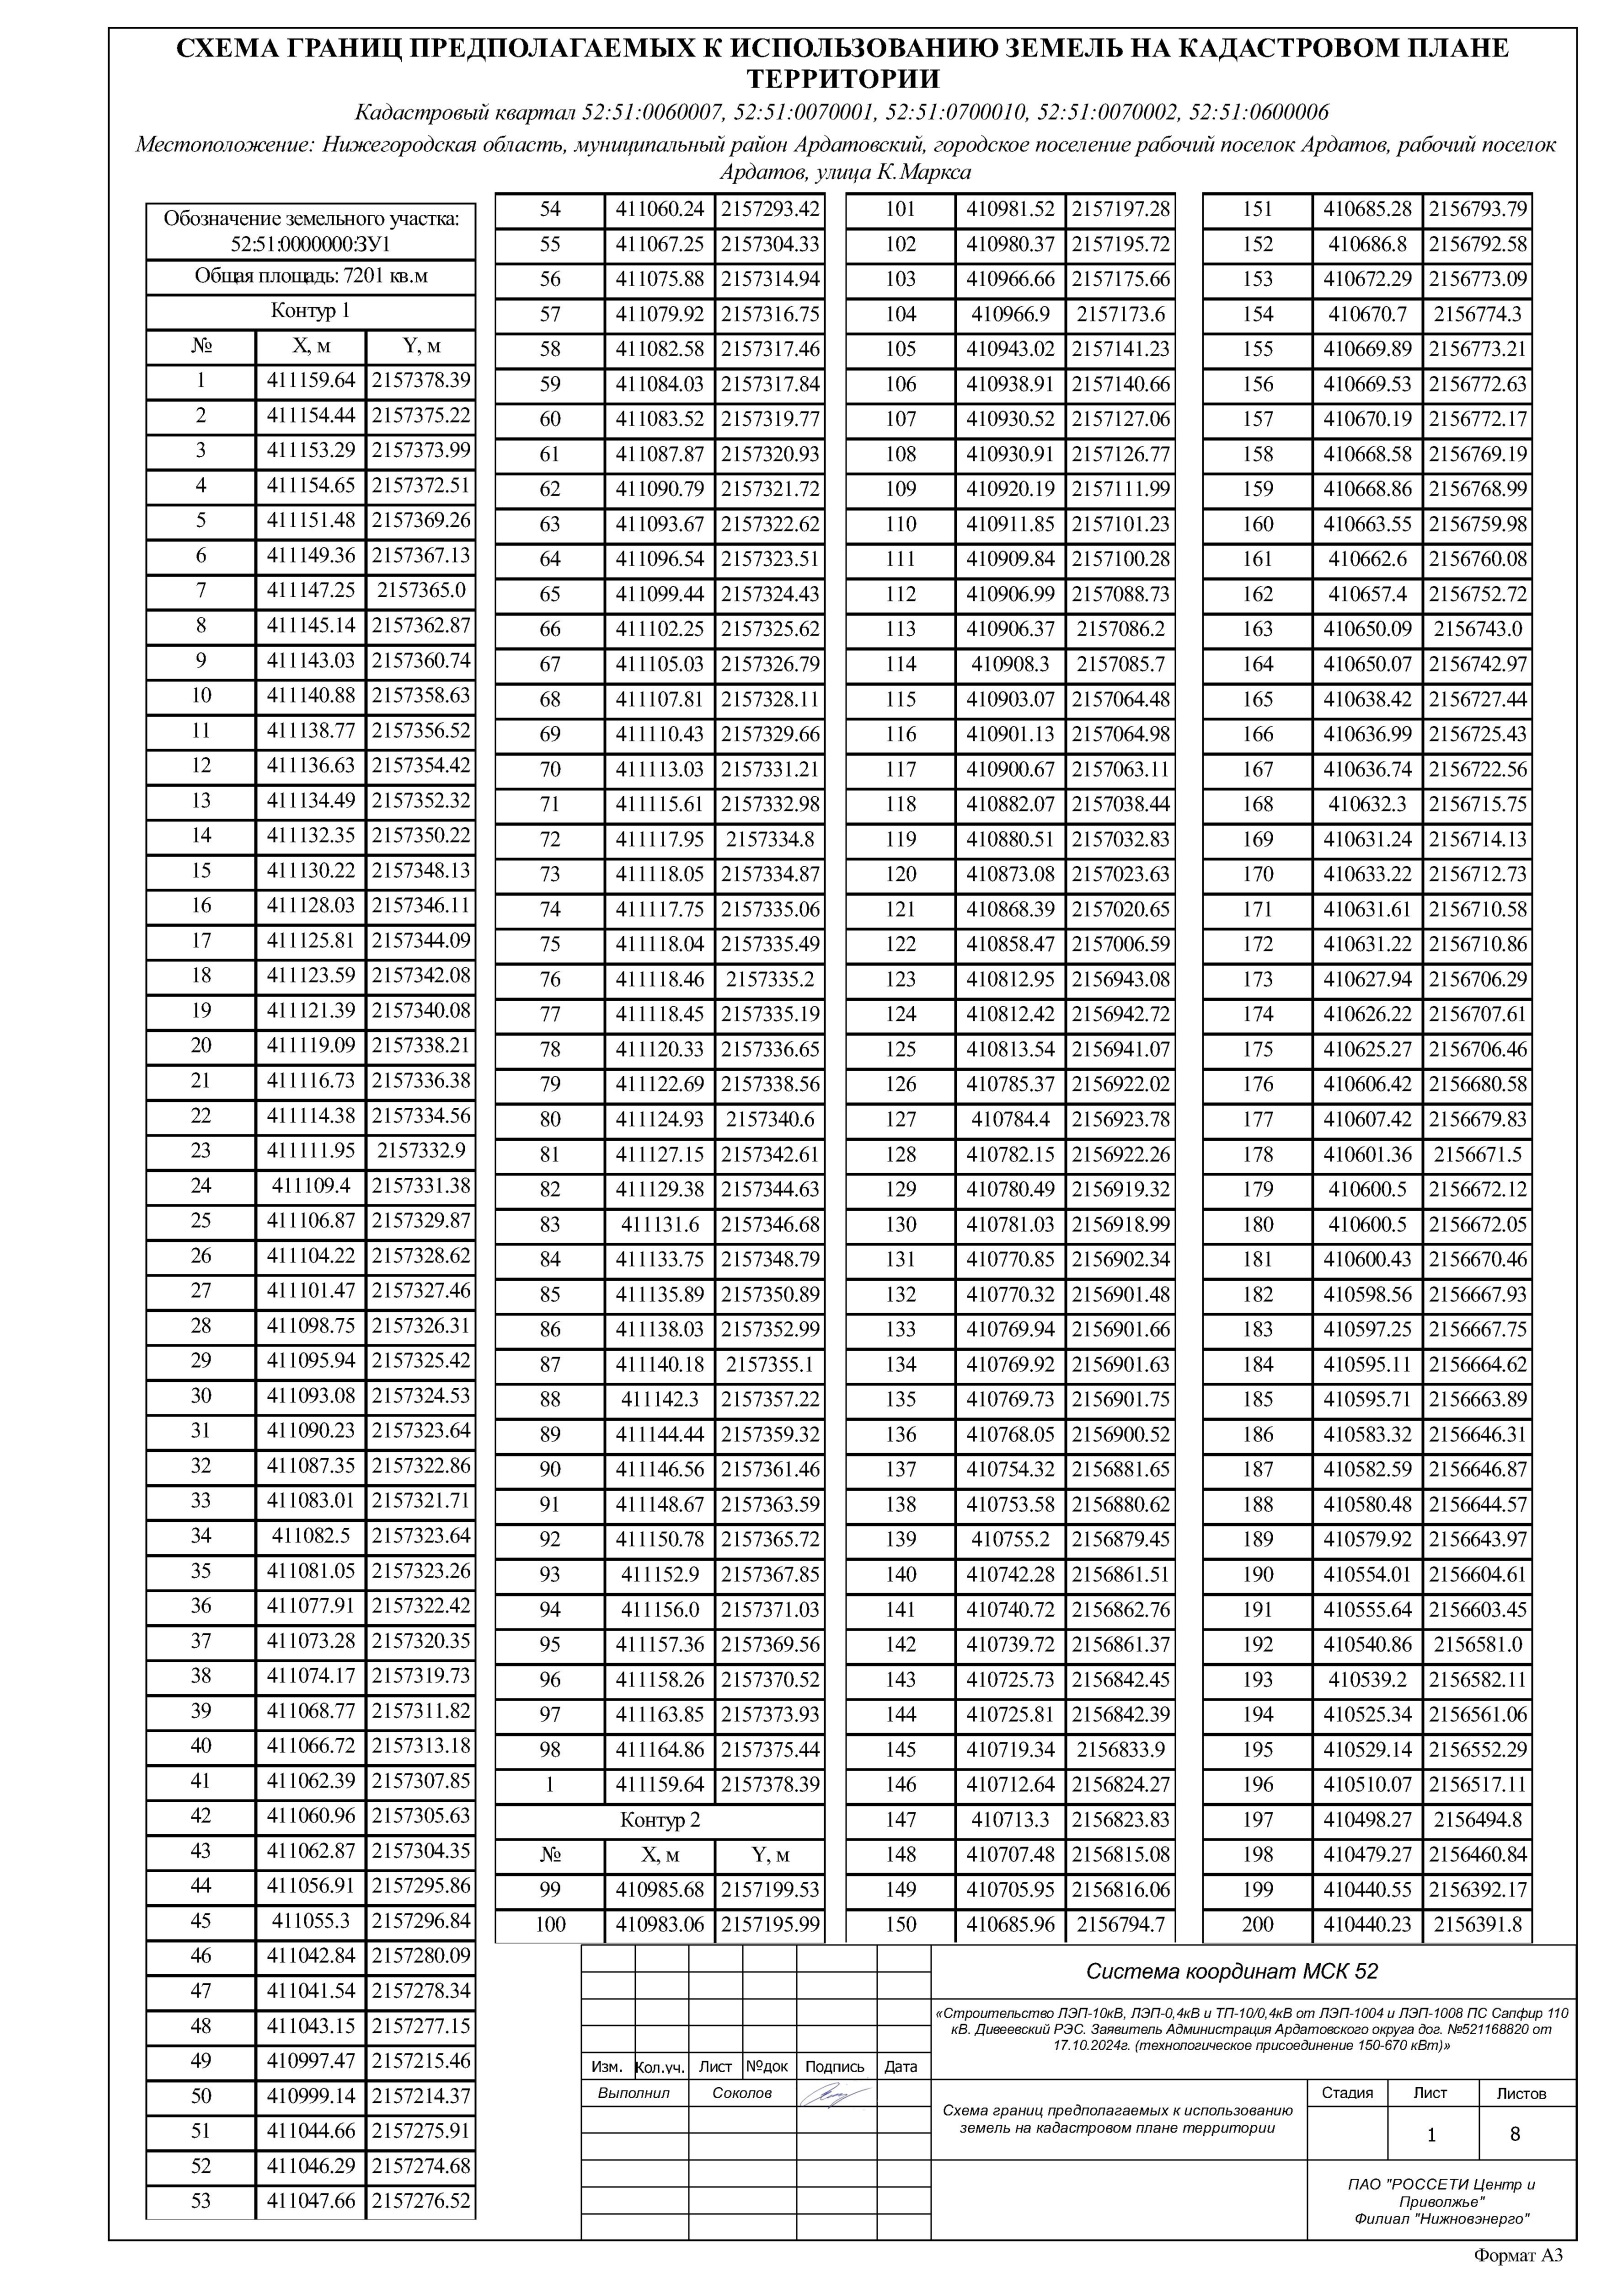 СХЕМА ГРАНИЦ ПРЕДПОЛАГАЕМЫХ К ИСПОЛЬЗОВАНИЮ ЗЕМЕЛЬ НА КАДАСТРОВОМ ПЛАНЕ
ТЕРРИТОРИИ
Кадастровый квартал 52:51:0060007, 52:51:0070001, 52:51:0700010, 52:51:0070002, 52:51:0600006
Местоположение: Нижегородская область, муниципальный район Ардатовский, городское поселение рабочий поселок Ардатов, рабочий поселок
Ардатов, улица К.Маркса
Обозначение земельного участка:
52:51:0000000:ЗУ1
Общая площадь: 7201 кв.м
Контур 1
№ X, м Y, м
1 411159.64 2157378.39
2 411154.44 2157375.22
3 411153.29 2157373.99
4 411154.65 2157372.51
5 411151.48 2157369.26
6 411149.36 2157367.13
7 411147.25 2157365.0
8 411145.14 2157362.87
9 411143.03 2157360.74
10 411140.88 2157358.63
11 411138.77 2157356.52
12 411136.63 2157354.42
13 411134.49 2157352.32
14 411132.35 2157350.22
15 411130.22 2157348.13
16 411128.03 2157346.11
17 411125.81 2157344.09
18 411123.59 2157342.08
19 411121.39 2157340.08
20 411119.09 2157338.21
21 411116.73 2157336.38
22 411114.38 2157334.56
23 411111.95 2157332.9
24 411109.4 2157331.38
25 411106.87 2157329.87
26 411104.22 2157328.62
27 411101.47 2157327.46
28 411098.75 2157326.31
29 411095.94 2157325.42
30 411093.08 2157324.53
31 411090.23 2157323.64
32 411087.35 2157322.86
33 411083.01 2157321.71
34 411082.5 2157323.64
35 411081.05 2157323.26
36 411077.91 2157322.42
37 411073.28 2157320.35
38 411074.17 2157319.73
39 411068.77 2157311.82
40 411066.72 2157313.18
41 411062.39 2157307.85
42 411060.96 2157305.63
43 411062.87 2157304.35
44 411056.91 2157295.86
45 411055.3 2157296.84
46 411042.84 2157280.09
47 411041.54 2157278.34
48 411043.15 2157277.15
49 410997.47 2157215.46
50 410999.14 2157214.37
51 411044.66 2157275.91
52 411046.29 2157274.68
53 411047.66 2157276.52
54 411060.24 2157293.42
55 411067.25 2157304.33
56 411075.88 2157314.94
57 411079.92 2157316.75
58 411082.58 2157317.46
59 411084.03 2157317.84
60 411083.52 2157319.77
61 411087.87 2157320.93
62 411090.79 2157321.72
63 411093.67 2157322.62
64 411096.54 2157323.51
65 411099.44 2157324.43
66 411102.25 2157325.62
67 411105.03 2157326.79
68 411107.81 2157328.11
69 411110.43 2157329.66
70 411113.03 2157331.21
71 411115.61 2157332.98
72 411117.95 2157334.8
73 411118.05 2157334.87
74 411117.75 2157335.06
75 411118.04 2157335.49
76 411118.46 2157335.2
77 411118.45 2157335.19
78 411120.33 2157336.65
79 411122.69 2157338.56
80 411124.93 2157340.6
81 411127.15 2157342.61
82 411129.38 2157344.63
83 411131.6 2157346.68
84 411133.75 2157348.79
85 411135.89 2157350.89
86 411138.03 2157352.99
87 411140.18 2157355.1
88 411142.3 2157357.22
89 411144.44 2157359.32
90 411146.56 2157361.46
91 411148.67 2157363.59
92 411150.78 2157365.72
93 411152.9 2157367.85
94 411156.0 2157371.03
95 411157.36 2157369.56
96 411158.26 2157370.52
97 411163.85 2157373.93
98 411164.86 2157375.44
1 411159.64 2157378.39
Контур 2
№ X, м Y, м
99 410985.68 2157199.53
100 410983.06 2157195.99
101 410981.52 2157197.28
102 410980.37 2157195.72
103 410966.66 2157175.66
104 410966.9 2157173.6
105 410943.02 2157141.23
106 410938.91 2157140.66
107 410930.52 2157127.06
108 410930.91 2157126.77
109 410920.19 2157111.99
110 410911.85 2157101.23
111 410909.84 2157100.28
112 410906.99 2157088.73
113 410906.37 2157086.2
114 410908.3 2157085.7
115 410903.07 2157064.48
116 410901.13 2157064.98
117 410900.67 2157063.11
118 410882.07 2157038.44
119 410880.51 2157032.83
120 410873.08 2157023.63
121 410868.39 2157020.65
122 410858.47 2157006.59
123 410812.95 2156943.08
124 410812.42 2156942.72
125 410813.54 2156941.07
126 410785.37 2156922.02
127 410784.4 2156923.78
128 410782.15 2156922.26
129 410780.49 2156919.32
130 410781.03 2156918.99
131 410770.85 2156902.34
132 410770.32 2156901.48
133 410769.94 2156901.66
134 410769.92 2156901.63
135 410769.73 2156901.75
136 410768.05 2156900.52
137 410754.32 2156881.65
138 410753.58 2156880.62
139 410755.2 2156879.45
140 410742.28 2156861.51
141 410740.72 2156862.76
142 410739.72 2156861.37
143 410725.73 2156842.45
144 410725.81 2156842.39
145 410719.34 2156833.9
146 410712.64 2156824.27
147 410713.3 2156823.83
148 410707.48 2156815.08
149 410705.95 2156816.06
150 410685.96 2156794.7
151 410685.28 2156793.79
152 410686.8 2156792.58
153 410672.29 2156773.09
154 410670.7 2156774.3
155 410669.89 2156773.21
156 410669.53 2156772.63
157 410670.19 2156772.17
158 410668.58 2156769.19
159 410668.86 2156768.99
160 410663.55 2156759.98
161 410662.6 2156760.08
162 410657.4 2156752.72
163 410650.09 2156743.0
164 410650.07 2156742.97
165 410638.42 2156727.44
166 410636.99 2156725.43
167 410636.74 2156722.56
168 410632.3 2156715.75
169 410631.24 2156714.13
170 410633.22 2156712.73
171 410631.61 2156710.58
172 410631.22 2156710.86
173 410627.94 2156706.29
174 410626.22 2156707.61
175 410625.27 2156706.46
176 410606.42 2156680.58
177 410607.42 2156679.83
178 410601.36 2156671.5
179 410600.5 2156672.12
180 410600.5 2156672.05
181 410600.43 2156670.46
182 410598.56 2156667.93
183 410597.25 2156667.75
184 410595.11 2156664.62
185 410595.71 2156663.89
186 410583.32 2156646.31
187 410582.59 2156646.87
188 410580.48 2156644.57
189 410579.92 2156643.97
190 410554.01 2156604.61
191 410555.64 2156603.45
192 410540.86 2156581.0
193 410539.2 2156582.11
194 410525.34 2156561.06
195 410529.14 2156552.29
196 410510.07 2156517.11
197 410498.27 2156494.8
198 410479.27 2156460.84
199 410440.55 2156392.17
200 410440.23 2156391.8
Система координат МСК 52
«Строительство ЛЭП-10кВ, ЛЭП-0,4кВ и ТП-10/0,4кВ от ЛЭП-1004 и ЛЭП-1008 ПС Сапфир 110
кВ. Дивеевский РЭС. Заявитель Администрация Ардатовского округа дог. №521168820 от
17.10.2024г. (технологическое присоединение 150-670 кВт)»
Изм. Кол.уч. Лист №док Подпись Дата
Выполнил Соколов
Схема границ предполагаемых к использованию
земель на кадастровом плане территории
Стадия Лист Листов
1 8
ПАО "РОССЕТИ Центр и
Приволжье"
Филиал "Нижновэнерго"
Формат А3